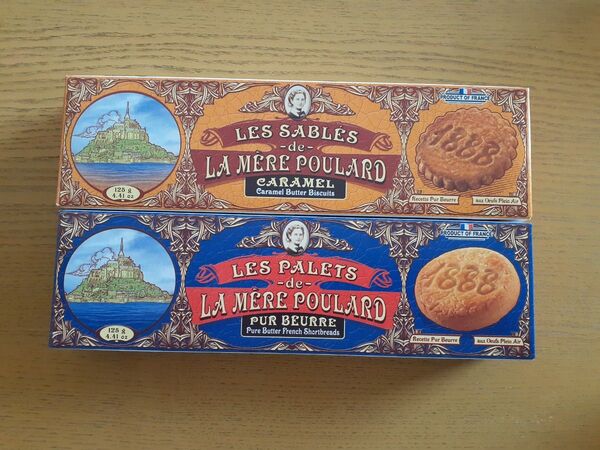 PRODUCT OF FRANCE
LES SABLÉS
-de-
LA MÈRE POULARD
CARAMEL
Caramel Butter Biscuits
1888
125 g
4.41 oz
Recette Pur Beurre
aux Oeufs Plein Air
PRODUCT OF FRANCE
LES PALETS
-de-
LA MÈRE POULARD
PUR BEURRE
Pure Butter French Shortbreads
1888
125 g
4.41 oz
Recette Pur Beurre
aux Oeufs Plein Air